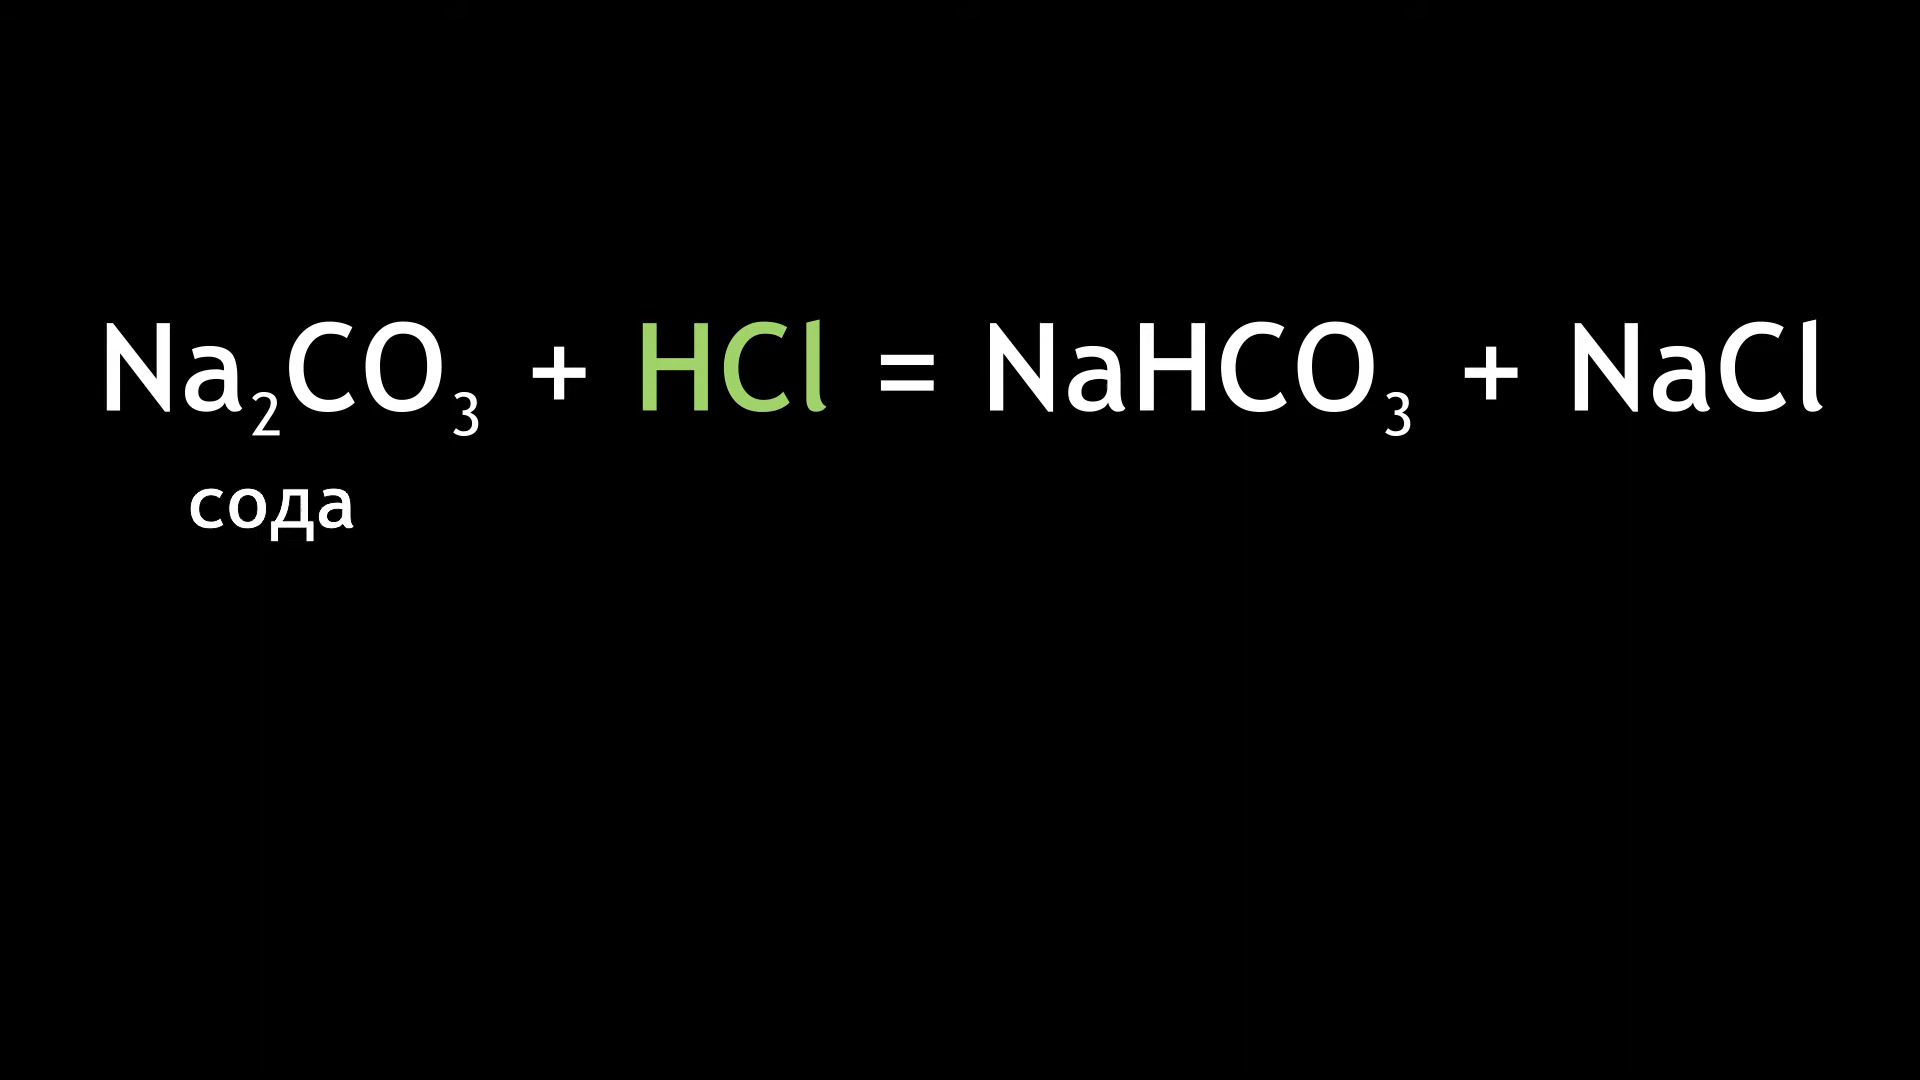 Na₂CO₃ + HCl = NaHCO₃ + NaCl
сода